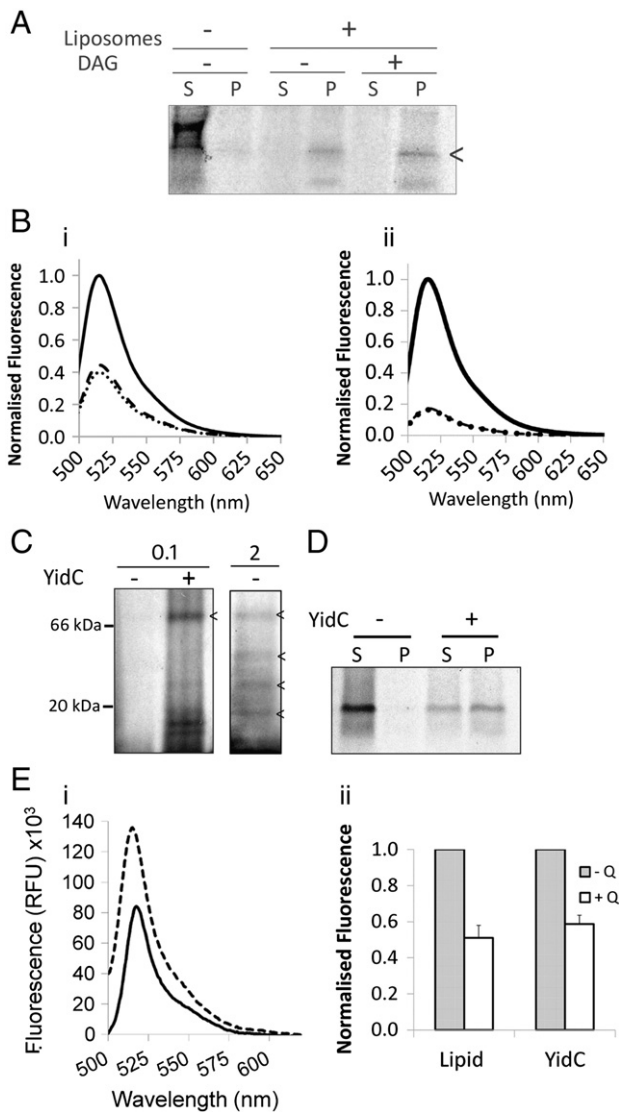 A
Liposomes - +
DAG - - +
S P S P S P
<
B
i ii
Normalised Fluorescence
1.0
0.8
0.6
0.4
0.2
0.0
500 525 550 575 600 625 650
Wavelength (nm)
Normalised Fluorescence
1.0
0.8
0.6
0.4
0.2
0.0
500 525 550 575 600 625 650
Wavelength (nm)
C
0.1 2
YidC - + -
66 kDa
20 kDa
<
<
<
<
<
D
YidC - +
S P S P
E
i
Fluorescence (RFU) x10³
140
120
100
80
60
40
20
0
500 525 550 575 600
Wavelength (nm)
ii
Normalised Fluorescence
1.0
0.8
0.6
0.4
0.2
0.0
- Q
+ Q
Lipid YidC